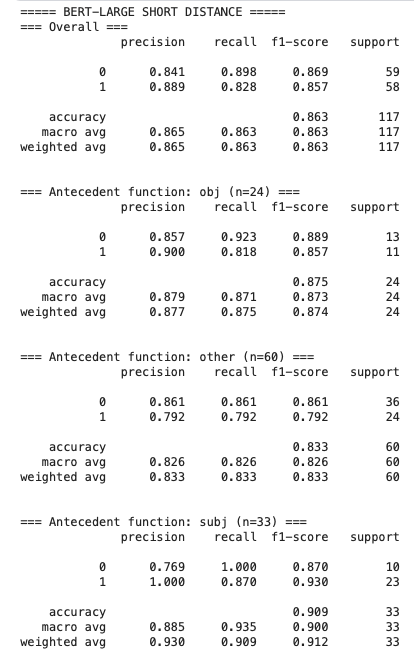 ===== BERT-LARGE SHORT DISTANCE =====
=== Overall ===
precision recall f1-score support
0 0.841 0.898 0.869 59
1 0.889 0.828 0.857 58
accuracy 0.863 117
macro avg 0.865 0.863 0.863 117
weighted avg 0.865 0.863 0.863 117
=== Antecedent function: obj (n=24) ===
precision recall f1-score support
0 0.857 0.923 0.889 13
1 0.900 0.818 0.857 11
accuracy 0.875 24
macro avg 0.879 0.871 0.873 24
weighted avg 0.877 0.875 0.874 24
=== Antecedent function: other (n=60) ===
precision recall f1-score support
0 0.861 0.861 0.861 36
1 0.792 0.792 0.792 24
accuracy 0.833 60
macro avg 0.826 0.826 0.826 60
weighted avg 0.833 0.833 0.833 60
=== Antecedent function: subj (n=33) ===
precision recall f1-score support
0 0.769 1.000 0.870 10
1 1.000 0.870 0.930 23
accuracy 0.909 33
macro avg 0.885 0.935 0.900 33
weighted avg 0.930 0.909 0.912 33